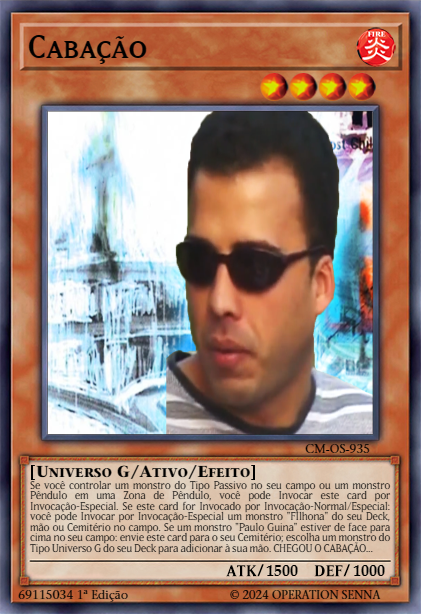 CABAÇÃO
FIRE
炎
ost Chil
CM-OS-935
[UNIVERSO G/ATIVO/EFEITO]
Se você controlar um monstro do Tipo Passivo no seu campo ou um monstro
Pêndulo em uma Zona de Pêndulo, você pode Invocar este card por
Invocação-Especial. Se este card for Invocado por Invocação-Normal/Especial:
você pode Invocar por Invocação-Especial um monstro "FIlhona" do seu Deck,
mão ou Cemitério no campo. Se um monstro "Paulo Guina" estiver de face para
cima no seu campo: envie este card para o seu Cemitério; escolha um monstro do
Tipo Universo G do seu Deck para adicionar à sua mão. CHEGOU O CABAÇÃO...
ATK/1500 DEF/1000
69115034 1ª Edição
© 2024 OPERATION SENNA